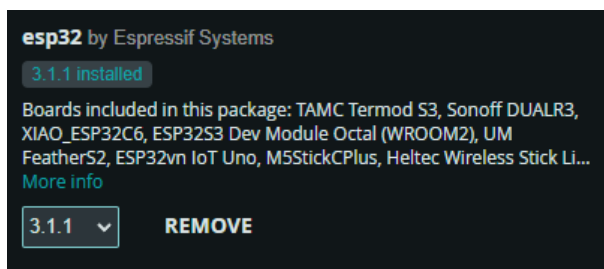 esp32 by Espressif Systems
3.1.1 installed
Boards included in this package: TAMC Termod S3, Sonoff DUALR3,
XIAO_ESP32C6, ESP32S3 Dev Module Octal (WROOM2), UM
FeatherS2, ESP32vn IoT Uno, M5StickCPlus, Heltec Wireless Stick Li...
More info
3.1.1 REMOVE